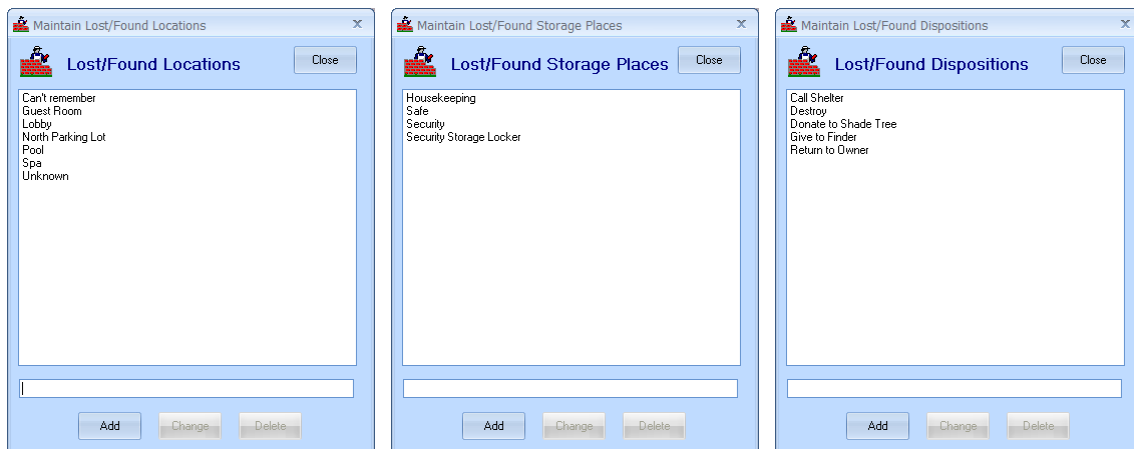 Maintain Lost/Found Locations x
Lost/Found Locations
Close
Can't remember
Guest Room
Lobby
North Parking Lot
Pool
Spa
Unknown
Add Change Delete
Maintain Lost/Found Storage Places x
Lost/Found Storage Places
Close
Housekeeping
Safe
Security
Security Storage Locker
Add Change Delete
Maintain Lost/Found Dispositions x
Lost/Found Dispositions
Close
Call Shelter
Destroy
Donate to Shade Tree
Give to Finder
Return to Owner
Add Change Delete